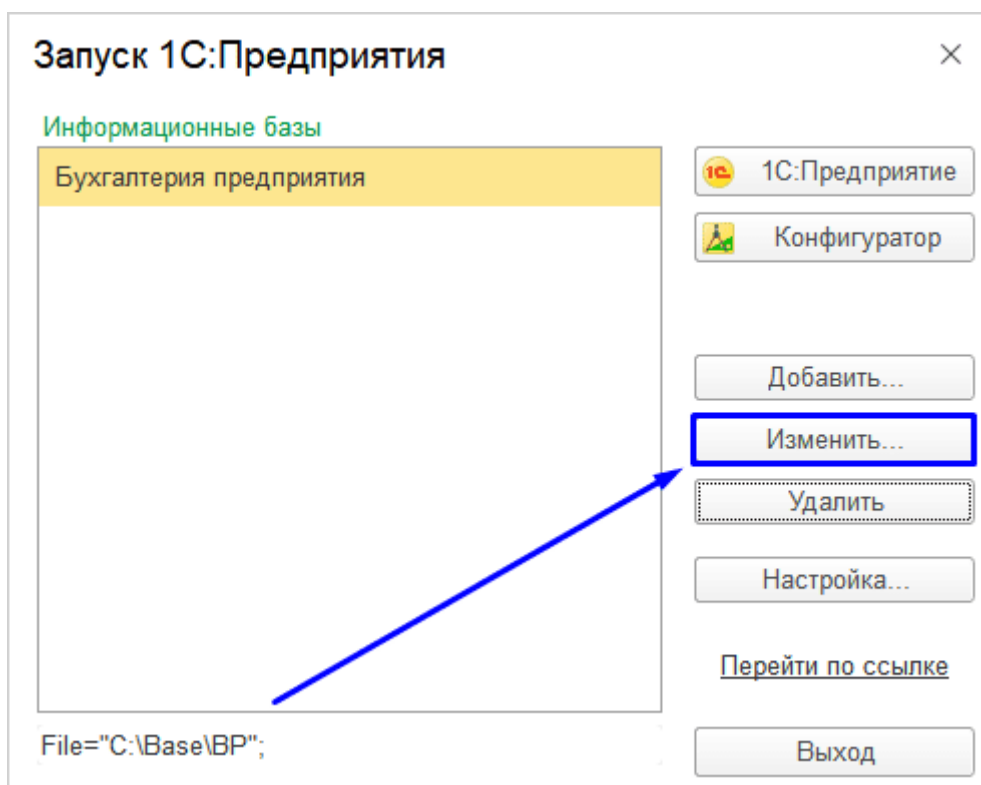 Запуск 1С:Предприятия
Информационные базы
Бухгалтерия предприятия
1С:Предприятие
Конфигуратор
Добавить...
Изменить...
Удалить
Настройка...
Перейти по ссылке
File="C:\Base\BP";
Выход